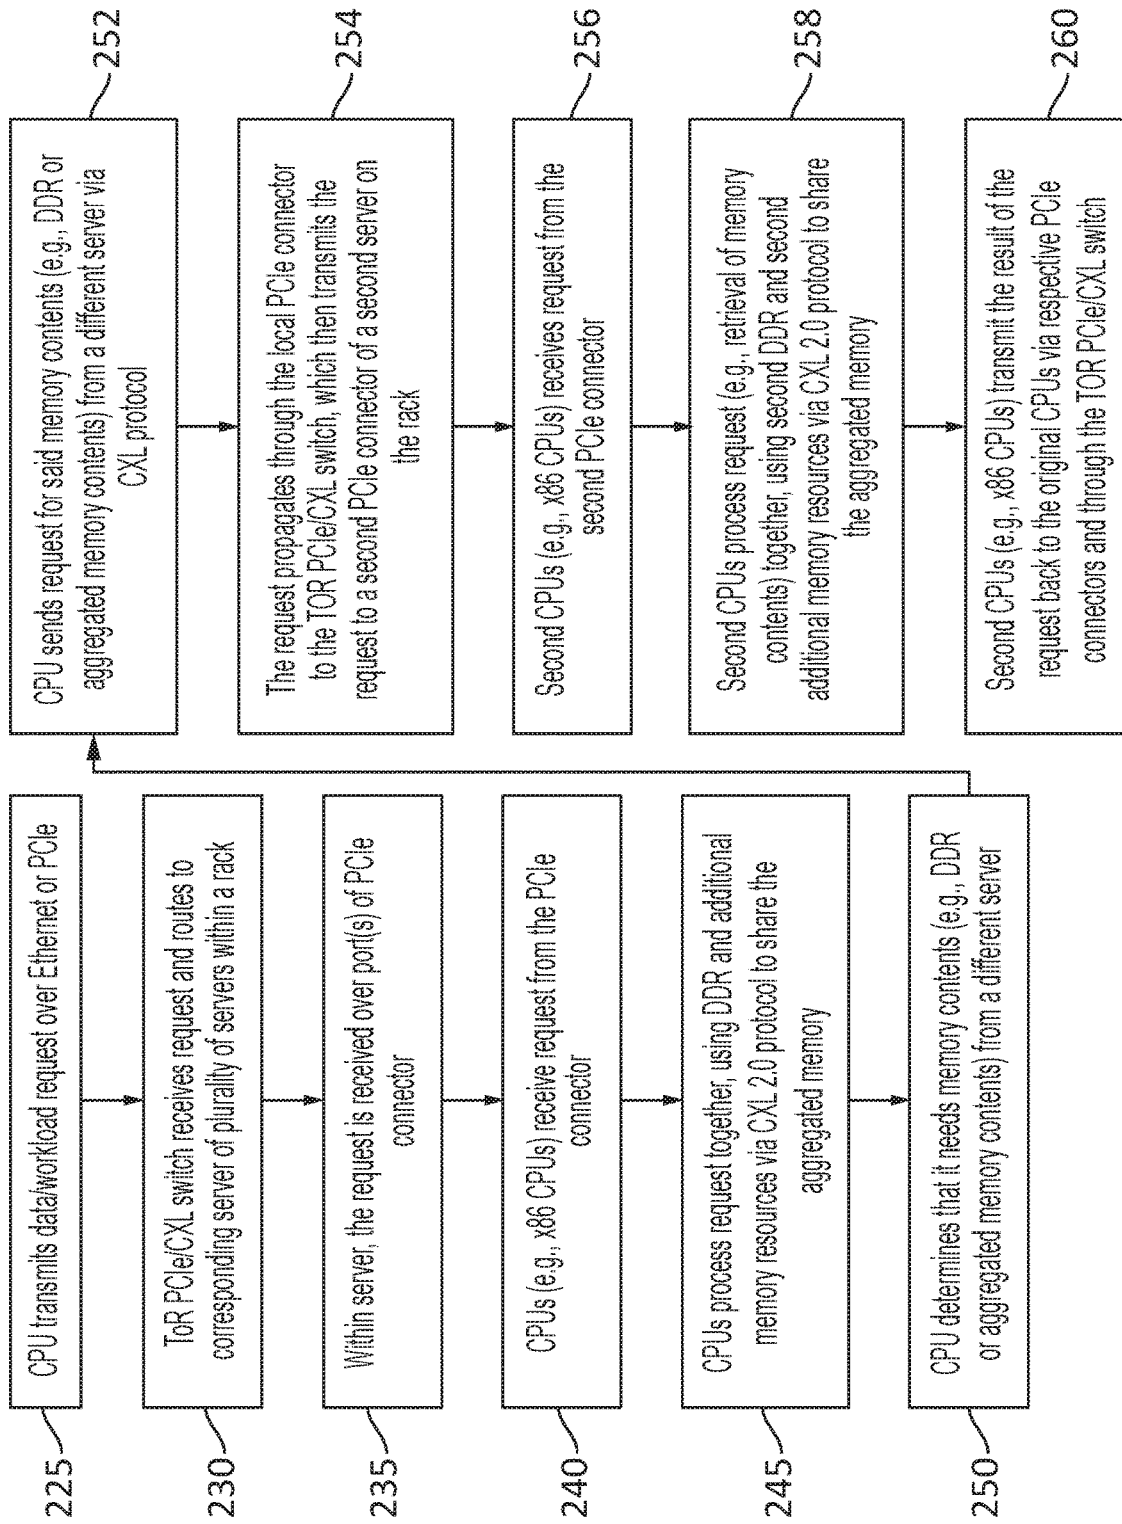 225
CPU transmits data/workload request over Ethernet or PCIe
230
ToR PCIe/CXL switch receives request and routes to
corresponding server of plurality of servers within a rack
235
Within server, the request is received over port(s) of PCIe
connector
240
CPUs (e.g., x86 CPUs) receive request from the PCIe
connector
245
CPUs process request together, using DDR and additional
memory resources via CXL 2.0 protocol to share the
aggregated memory
250
CPU determines that it needs memory contents (e.g., DDR
or aggregated memory contents) from a different server
252
CPU sends request for said memory contents (e.g., DDR or
aggregated memory contents) from a different server via
CXL protocol
254
The request propagates through the local PCIe connector
to the TOR PCIe/CXL switch, which then transmits the
request to a second PCIe connector of a second server on
the rack
256
Second CPUs (e.g., x86 CPUs) receives request from the
second PCIe connector
258
Second CPUs process request (e.g., retrieval of memory
contents) together, using second DDR and second
additional memory resources via CXL 2.0 protocol to share
the aggregated memory
260
Second CPUs (e.g., x86 CPUs) transmit the result of the
request back to the original CPUs via respective PCIe
connectors and through the TOR PCIe/CXL switch